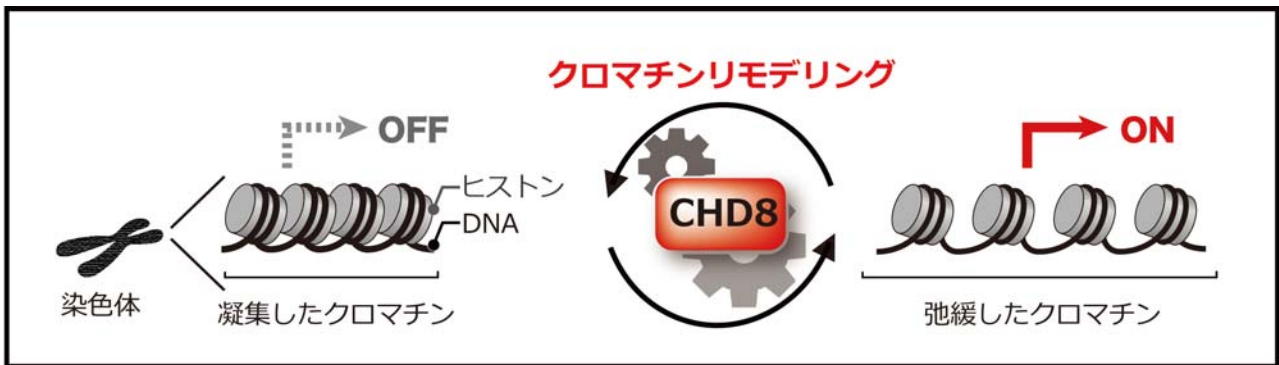 クロマチンリモデリング
OFF
ON
ヒストン
DNA
CHD8
染色体
凝集したクロマチン
弛緩したクロマチン